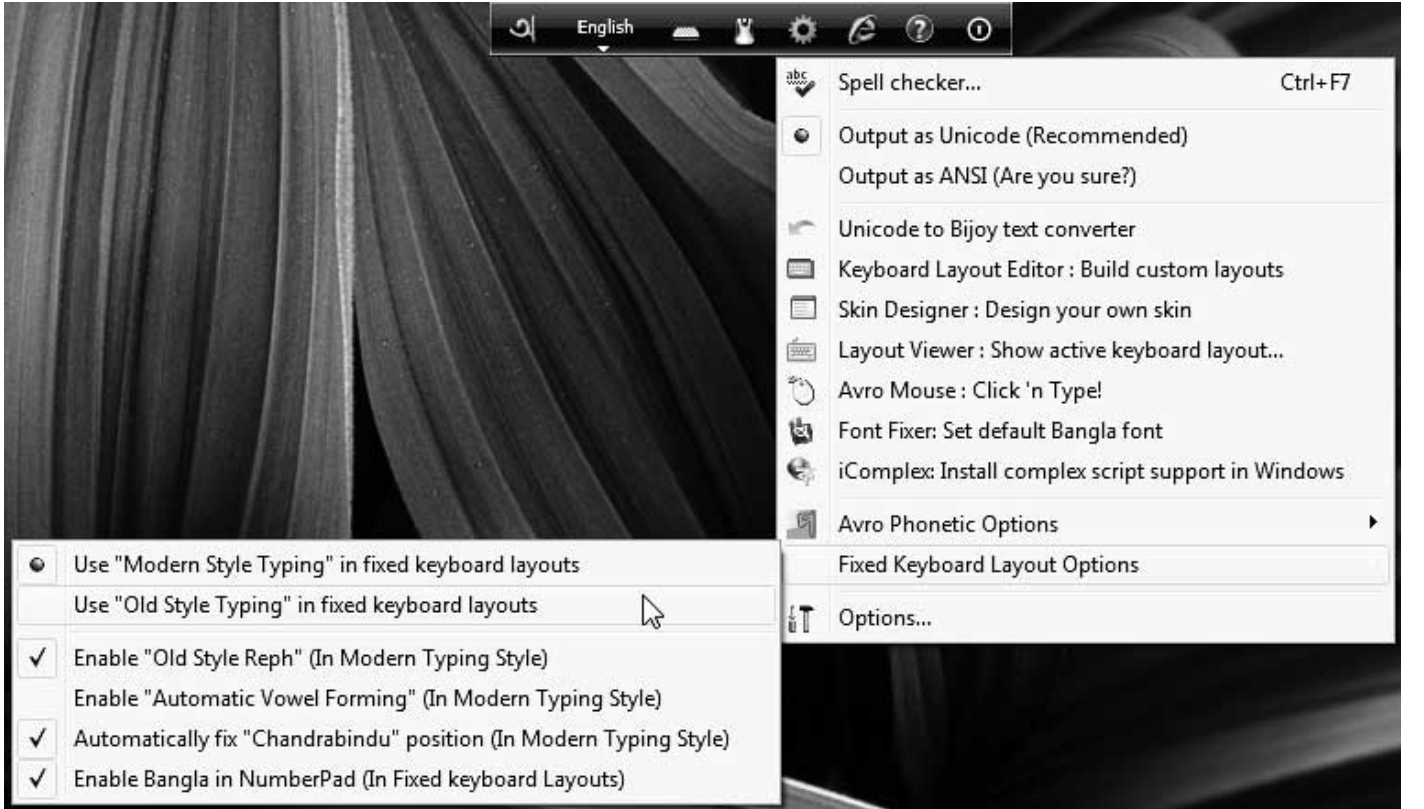 অ English
Spell checker... Ctrl+F7
Output as Unicode (Recommended)
Output as ANSI (Are you sure?)
Unicode to Bijoy text converter
Keyboard Layout Editor : Build custom layouts
Skin Designer : Design your own skin
Layout Viewer : Show active keyboard layout...
Avro Mouse : Click 'n Type!
Font Fixer: Set default Bangla font
iComplex: Install complex script support in Windows
Avro Phonetic Options
Fixed Keyboard Layout Options
Options...
Use "Modern Style Typing" in fixed keyboard layouts
Use "Old Style Typing" in fixed keyboard layouts
Enable "Old Style Reph" (In Modern Typing Style)
Enable "Automatic Vowel Forming" (In Modern Typing Style)
Automatically fix "Chandrabindu" position (In Modern Typing Style)
Enable Bangla in NumberPad (In Fixed keyboard Layouts)